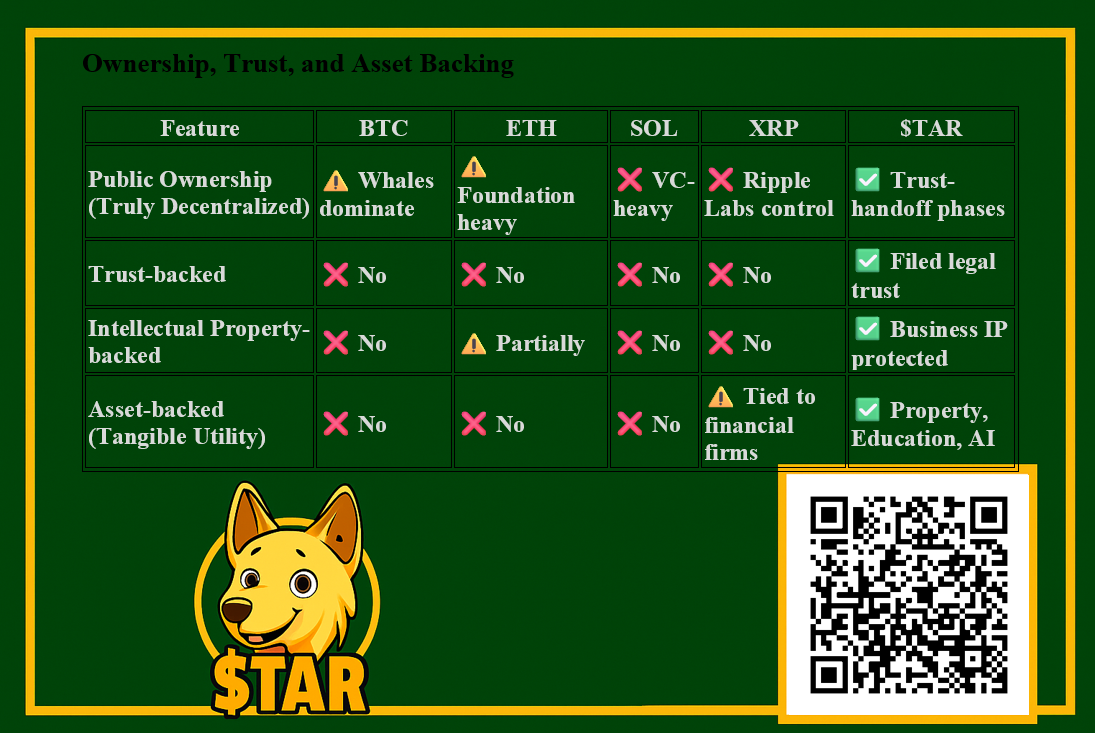 Ownership, Trust, and Asset Backing
Feature BTC ETH SOL XRP $TAR
Public Ownership
(Truly Decentralized)
⚠️ Whales
dominate
⚠️
Foundation
heavy
❌ VC-
heavy
❌ Ripple
Labs control
✅ Trust-
handoff phases
Trust-backed
❌ No
❌ No
❌ No
❌ No
✅ Filed legal
trust
Intellectual Property-
backed
❌ No
⚠️ Partially
❌ No
❌ No
✅ Business IP
protected
Asset-backed
(Tangible Utility)
❌ No
❌ No
❌ No
⚠️ Tied to
financial
firms
✅ Property,
Education, AI
$TAR